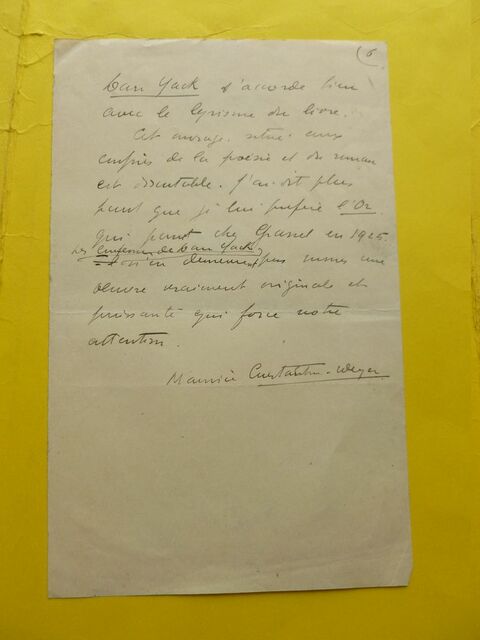 (6
Dan Yack s'accorde bien
avec le lyrisme du livre.
Cet ouvrage, situé aux
confins de la poésie et du roman
est discutable. J'ai dit plus
haut que je lui préfère l'Or
qui parut chez Grasset en 1925.
Les Confessions de Dan Yack,
n'en demeurent pas moins une
œuvre vraiment originale et
puissante qui force notre
attention.
Maurice Constantin-Weyer